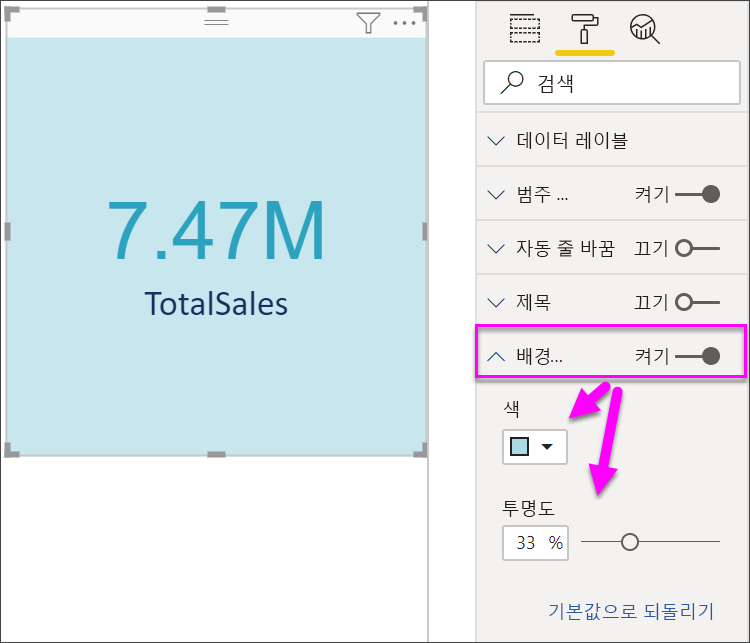 7.47M
TotalSales
검색
데이터 레이블
범주 ... 켜기
자동 줄 바꿈 끄기
제목 끄기
배경... 켜기
색
투명도
33 %
기본값으로 되돌리기